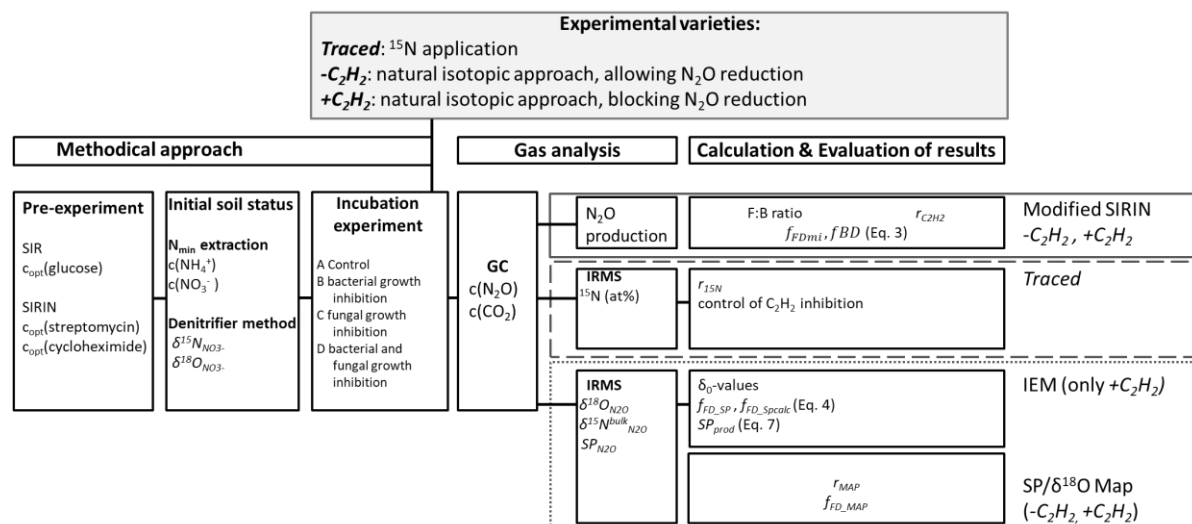 Experimental varieties:
Traced: ¹⁵N application
-C₂H₂: natural isotopic approach, allowing N₂O reduction
+C₂H₂: natural isotopic approach, blocking N₂O reduction
Methodical approach
Gas analysis
Calculation & Evaluation of results
Pre-experiment
SIR
cₒₚₜ(glucose)
SIRIN
cₒₚₜ(streptomycin)
cₒₚₜ(cycloheximide)
Initial soil status
N_min extraction
c(NH₄⁺)
c(NO₃⁻)
Denitrifier method
δ¹⁵N_NO3-
δ¹⁸O_NO3-
Incubation
experiment
A Control
B bacterial growth
inhibition
C fungal growth
inhibition
D bacterial and
fungal growth
inhibition
GC
c(N₂O)
c(CO₂)
N₂O
production
F:B ratio r_C2H2
f_FDmi, fBD (Eq. 3)
Modified SIRIN
-C₂H₂ , +C₂H₂
IRMS
¹⁵N (at%)
r_15N
control of C₂H₂ inhibition
Traced
IRMS
δ¹⁸O_N2O
δ¹⁵N^bulk_N2O
SP_N2O
δ₀-values
f_FD_SP , f_FD_Spcalc (Eq. 4)
SP_prod (Eq. 7)
IEM (only +C₂H₂)
r_MAP
f_FD_MAP
SP/δ¹⁸O Map
(-C₂H₂, +C₂H₂)